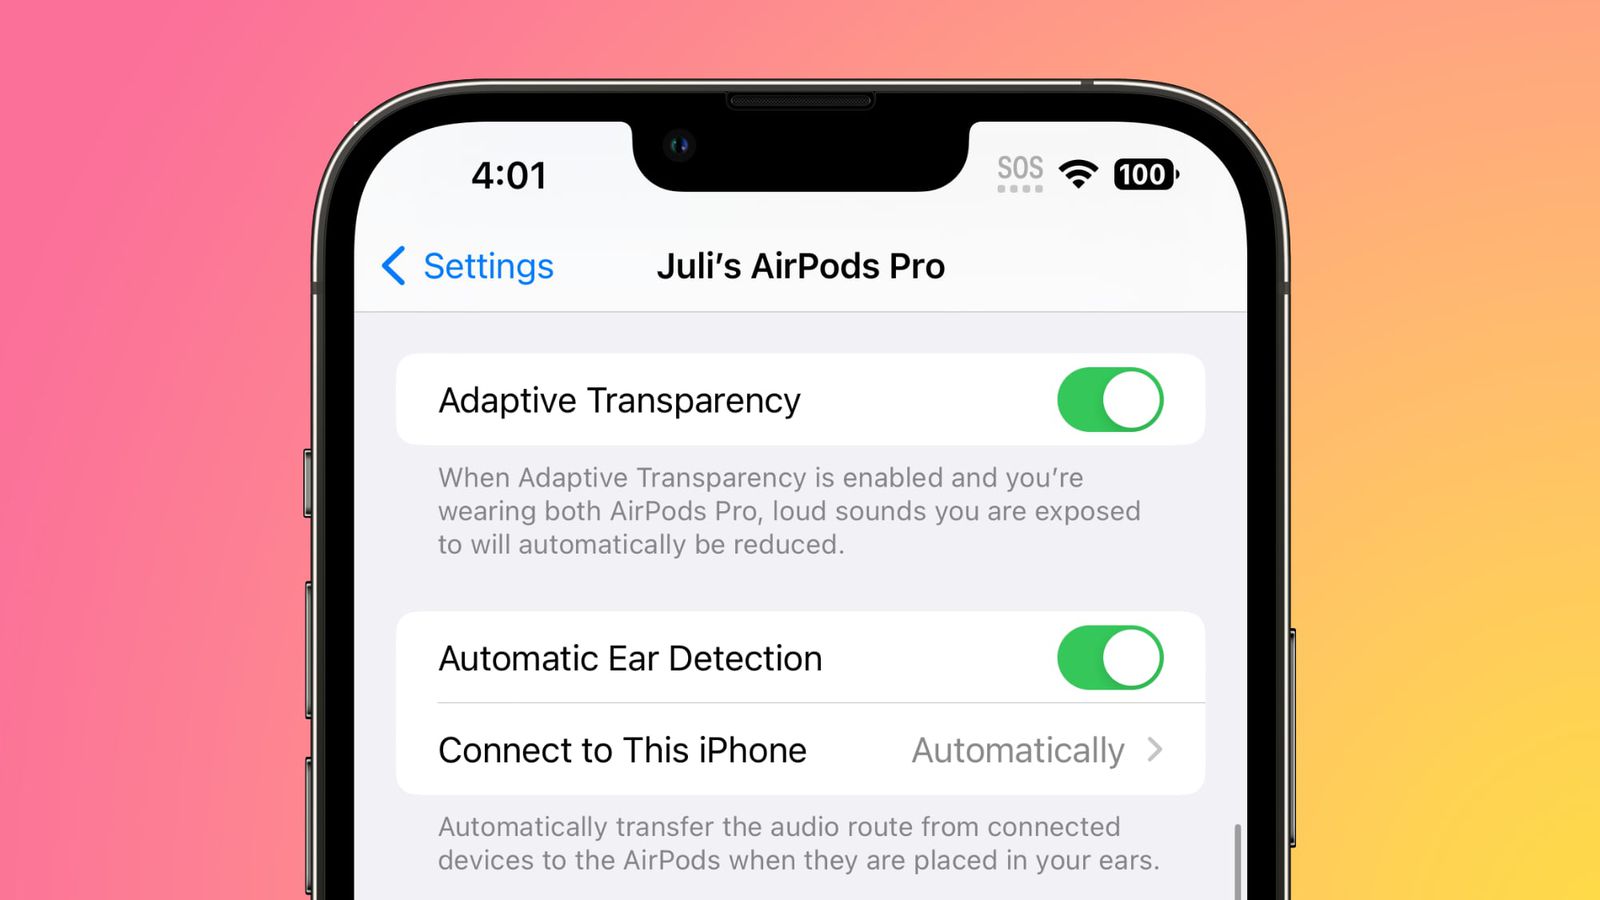 4:01
SOS
100
Settings
Juli’s AirPods Pro
Adaptive Transparency
When Adaptive Transparency is enabled and you’re
wearing both AirPods Pro, loud sounds you are exposed
to will automatically be reduced.
Automatic Ear Detection
Connect to This iPhone Automatically
Automatically transfer the audio route from connected
devices to the AirPods when they are placed in your ears.